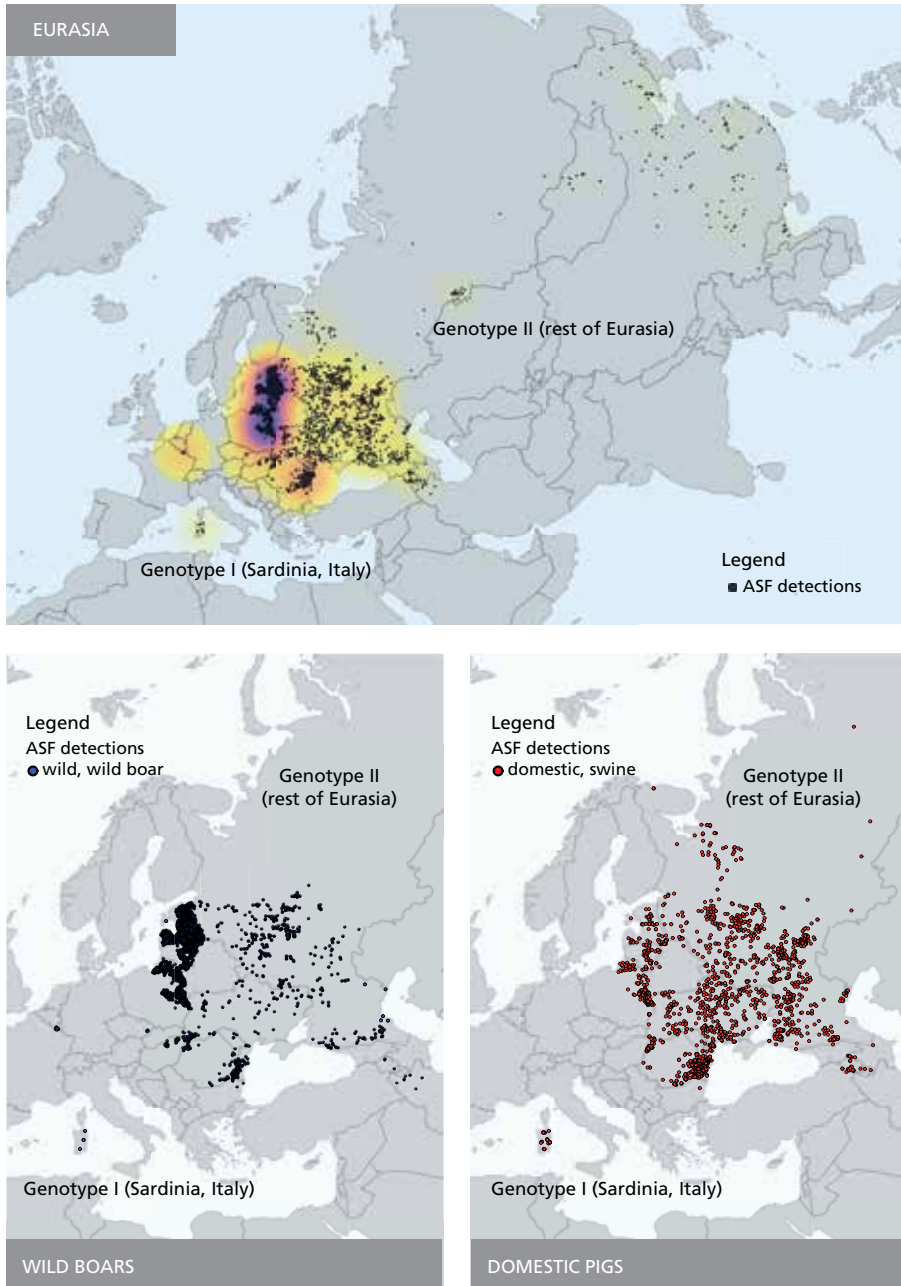 EURASIA
Genotype II (rest of Eurasia)
Genotype I (Sardinia, Italy)
Legend
ASF detections
Legend
ASF detections
wild, wild boar
Genotype II
(rest of Eurasia)
Genotype I (Sardinia, Italy)
WILD BOARS
Legend
ASF detections
domestic, swine
Genotype II
(rest of Eurasia)
Genotype I (Sardinia, Italy)
DOMESTIC PIGS